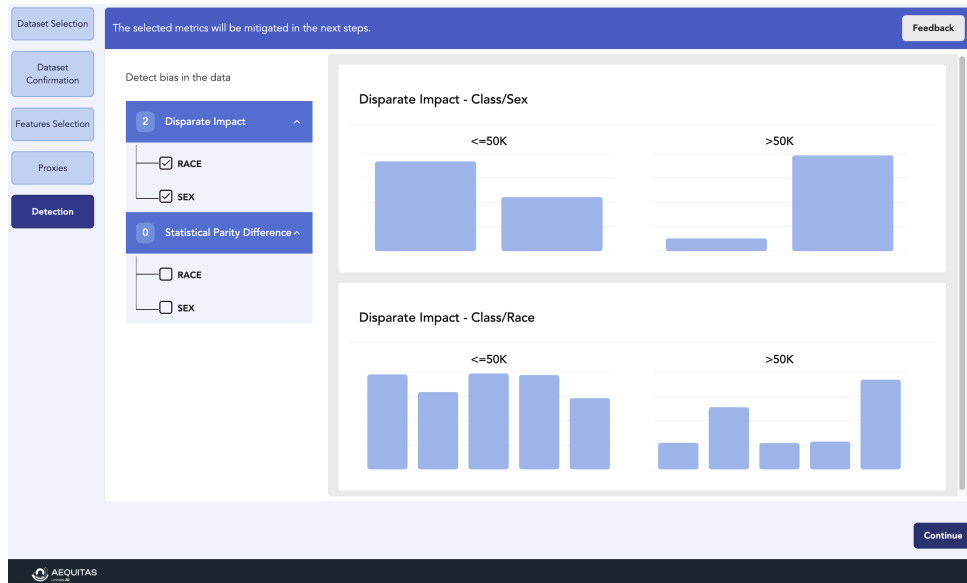 Dataset Selection
The selected metrics will be mitigated in the next steps.
Feedback
Dataset
Confirmation
Features Selection
Proxies
Detection
Detect bias in the data
2 Disparate Impact
RACE
SEX
0 Statistical Parity Difference
RACE
SEX
Disparate Impact - Class/Sex
<=50K
>50K
Disparate Impact - Class/Race
<=50K
>50K
Continue
AEQUITAS